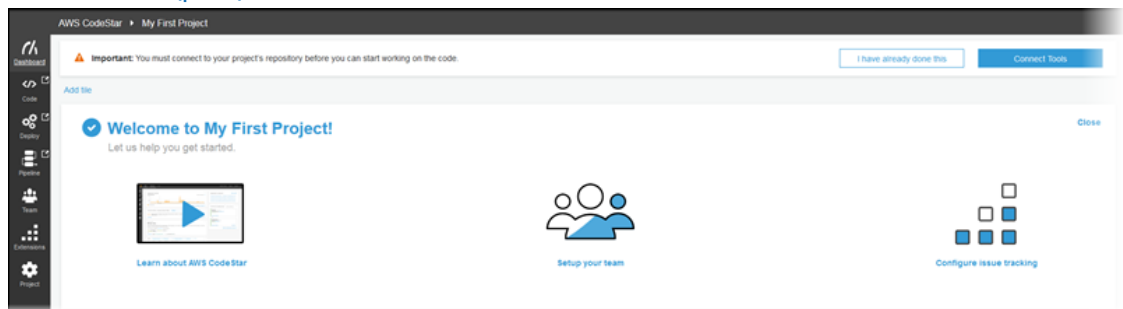 AWS CodeStar ▸ My First Project
Dashboard
Important: You must connect to your project's repository before you can start working on the code.
I have already done this
Connect Tools
Code
Add tile
Deploy
Welcome to My First Project!
Close
Let us help you get started.
Pipeline
Team
Extensions
Learn about AWS CodeStar
Setup your team
Configure issue tracking
Project